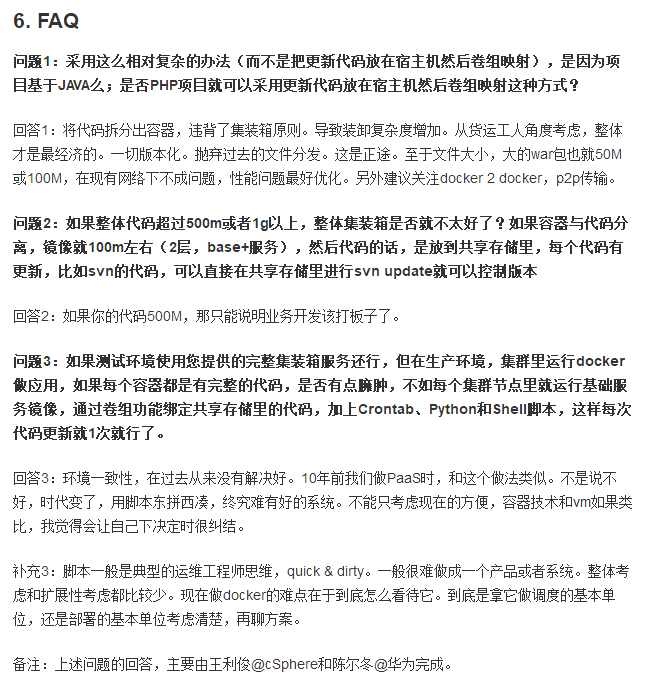 6. FAQ
问题1：采用这么相对复杂的办法（而不是把更新代码放在宿主机然后卷组映射），是因为项
目基于JAVA么；是否PHP项目就可以采用更新代码放在宿主机然后卷组映射这种方式？
回答1：将代码拆分出容器，违背了集装箱原则。导致装卸复杂度增加。从货运工人角度考虑，整体
才是最经济的。一切版本化。抛弃过去的文件分发。这是正途。至于文件大小，大的war包也就50M
或100M，在现有网络下不成问题，性能问题最好优化。另外建议关注docker 2 docker，p2p传输。
问题2：如果整体代码超过500m或者1g以上，整体集装箱是否就不太好了？如果容器与代码分
离，镜像就100m左右（2层，base+服务），然后代码的话，是放到共享存储里，每个代码有
更新，比如svn的代码，可以直接在共享存储里进行svn update就可以控制版本
回答2：如果你的代码500M，那只能说明业务开发该打板子了。
问题3：如果测试环境使用您提供的完整集装箱服务还行，但在生产环境，集群里运行docker
做应用，如果每个容器都是有完整的代码，是否有点臃肿，不如每个集群节点里就运行基础服
务镜像，通过卷组功能绑定共享存储里的代码，加上Crontab、Python和Shell脚本，这样每次
代码更新就1次就行了。
回答3：环境一致性，在过去从来没有解决好。10年前我们做PaaS时，和这个做法类似。不是说不
好，时代变了，用脚本东拼西凑，终究难有好的系统。不能只考虑现在的方便，容器技术和vm如果类
比，我觉得会让自己下决定时很纠结。
补充3：脚本一般是典型的运维工程师思维，quick & dirty。一般很难做成一个产品或者系统。整体考
虑和扩展性考虑都比较少。现在做docker的难点在于到底怎么看待它。到底是拿它做调度的基本单
位，还是部署的基本单位考虑清楚，再聊方案。
备注：上述问题的回答，主要由王利俊@cSphere和陈尔冬@华为完成。